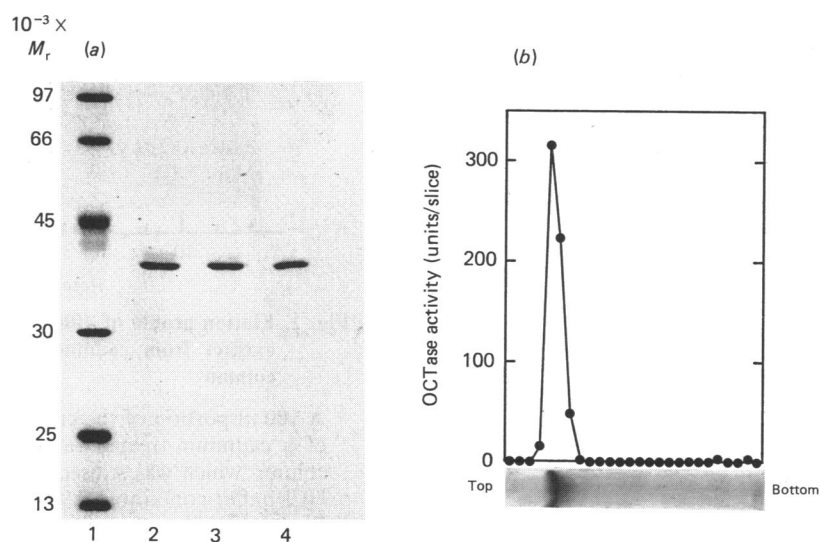 10⁻³ ×
Mr (a)
97
66
45
30
25
13
1 2 3 4
(b)
OCTase activity (units/slice)
300
200
100
0
Top
Bottom